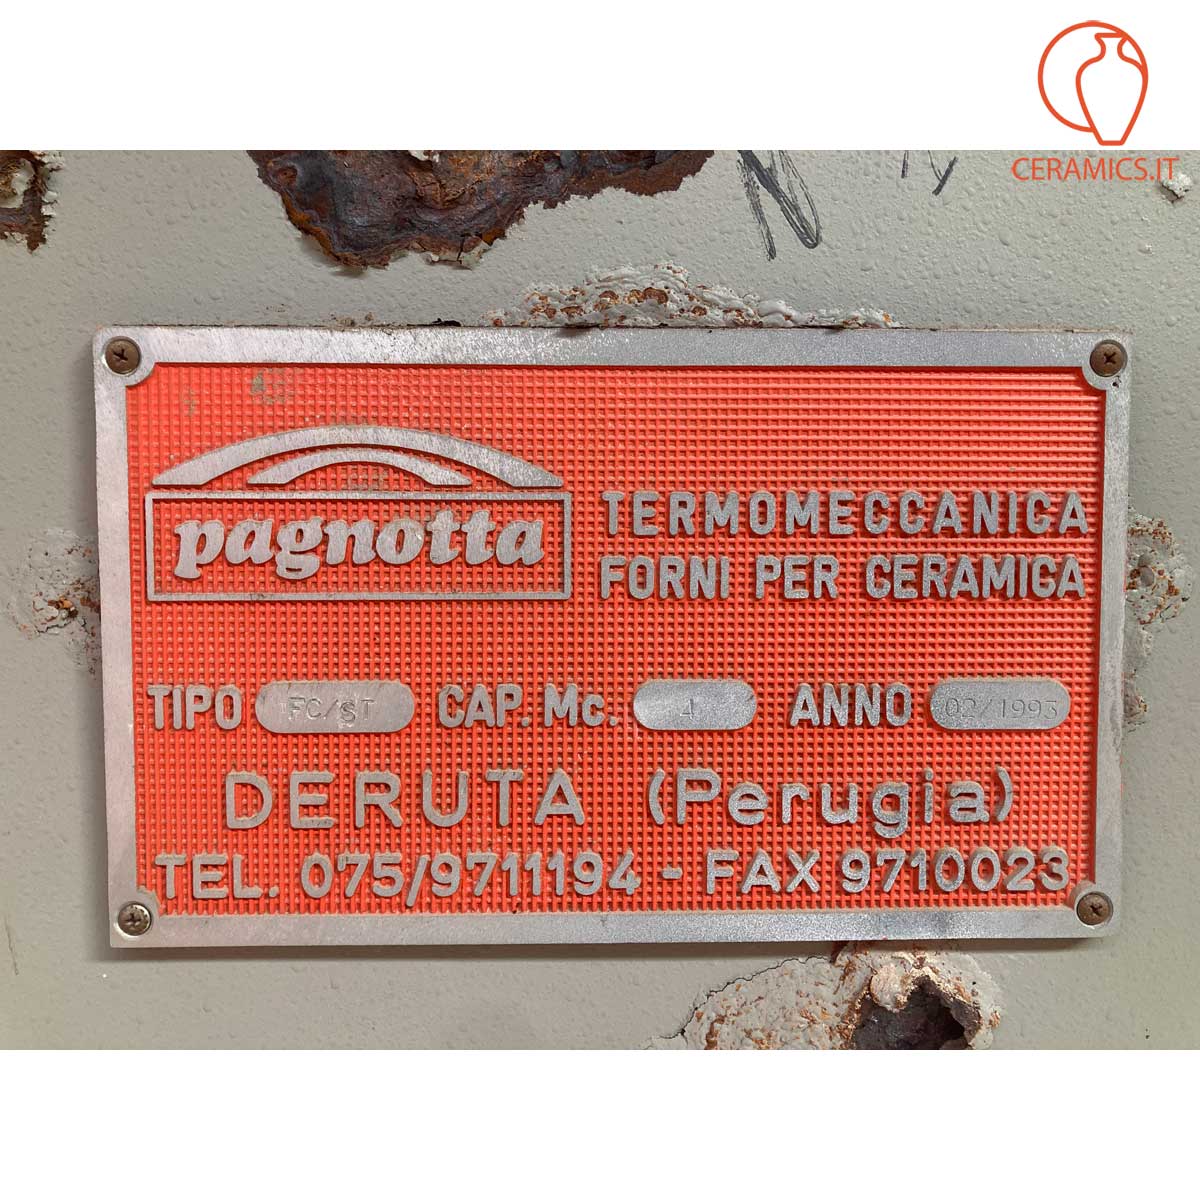 CERAMICS.IT
pagnotta
TERMOMECCANICA
FORNI PER CERAMICA
TIPO FC/ST CAP. Mc. 4 ANNO 02/1993
DERUTA (Perugia)
TEL. 075/9711194 - FAX 9710023